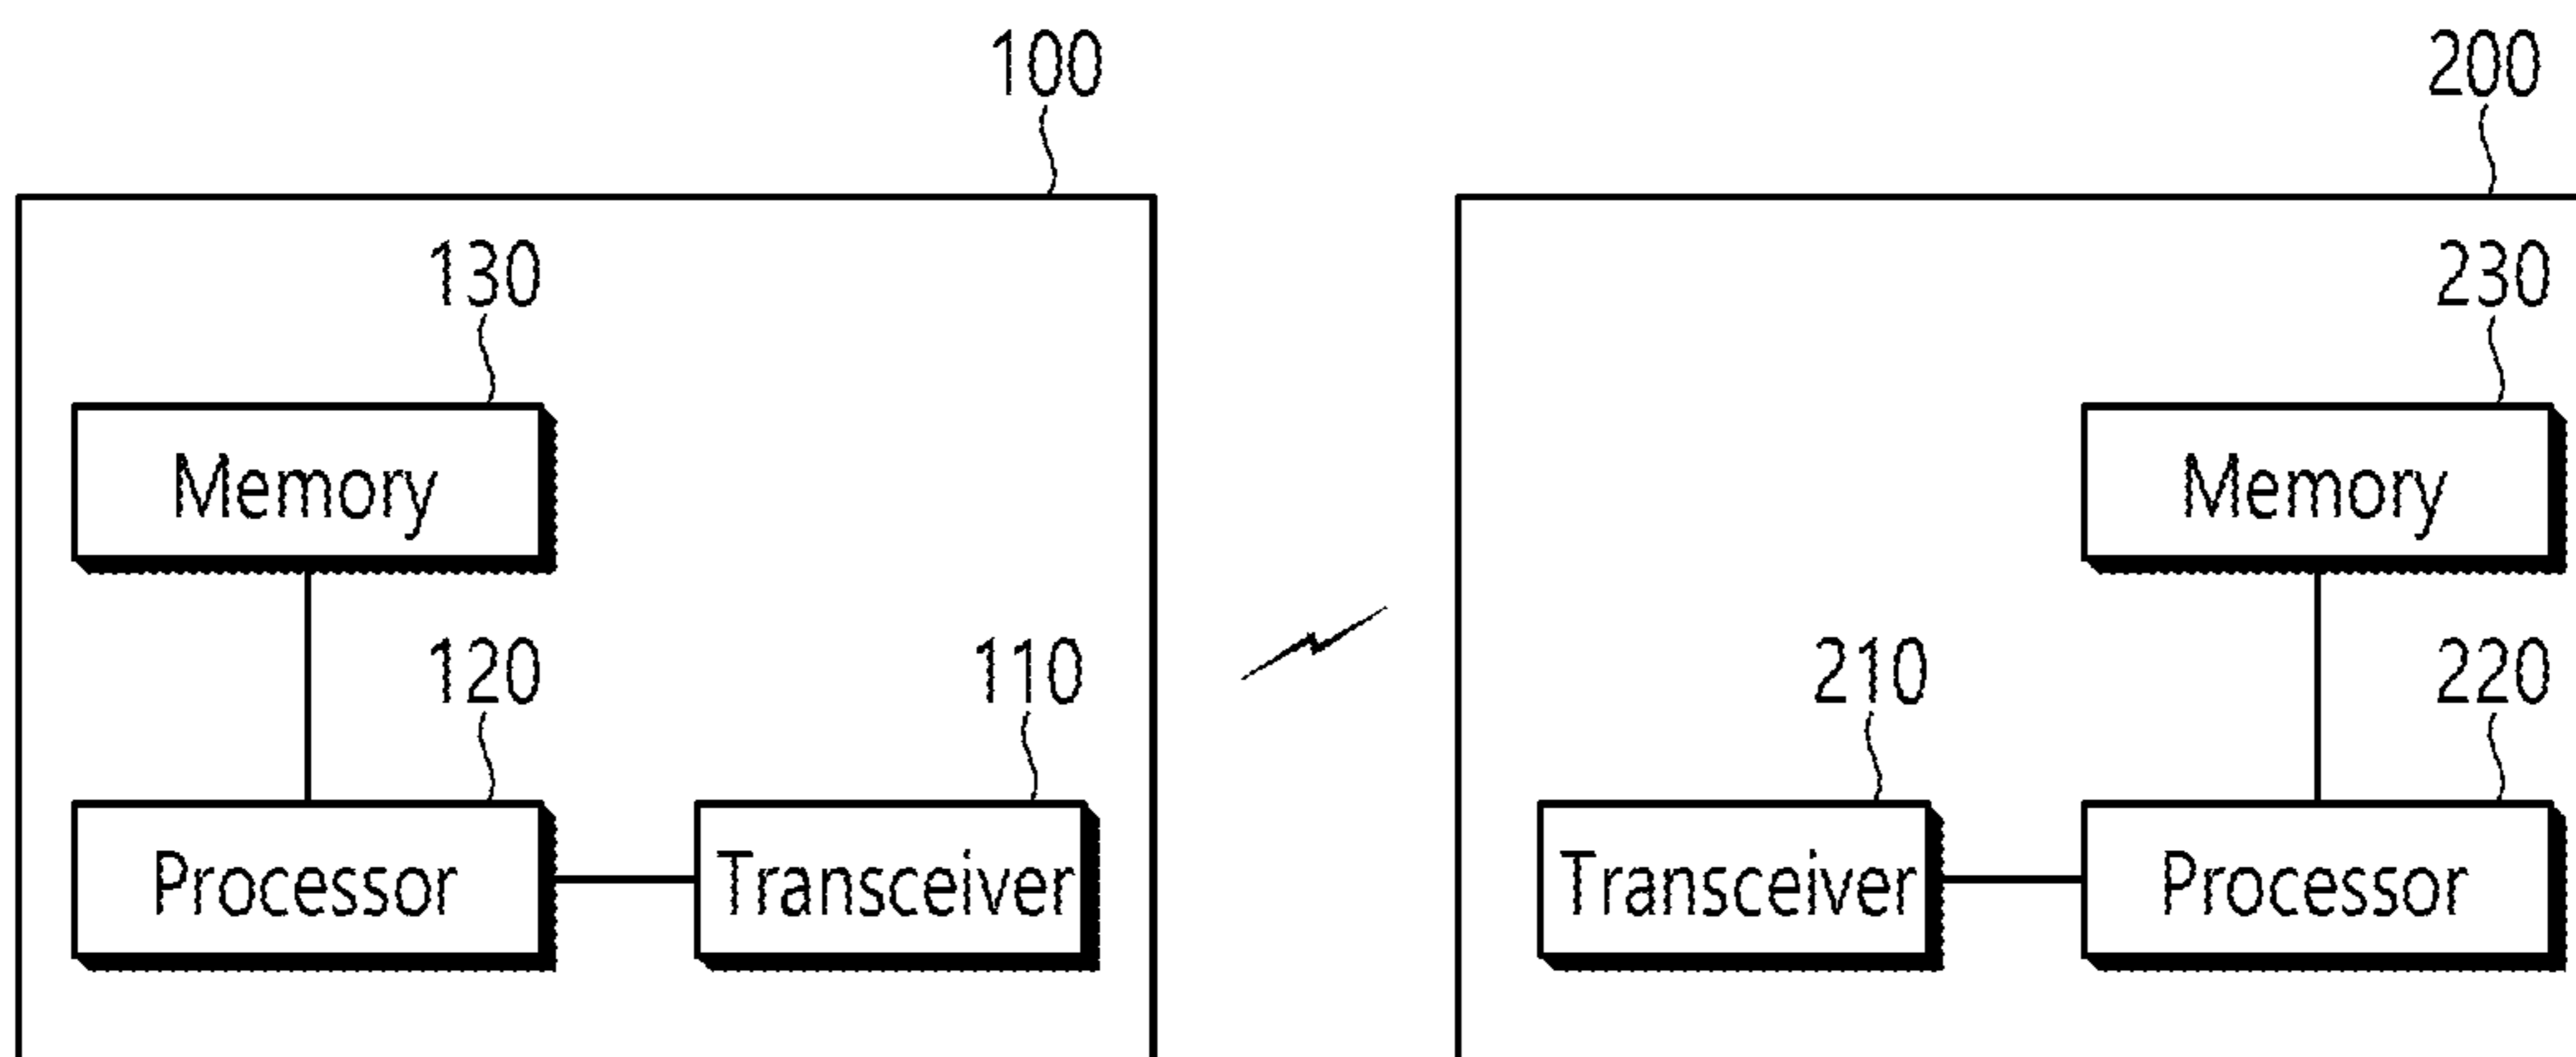 100 200
130 230
Memory Memory
120 110 210 220
Processor Transceiver Transceiver Processor